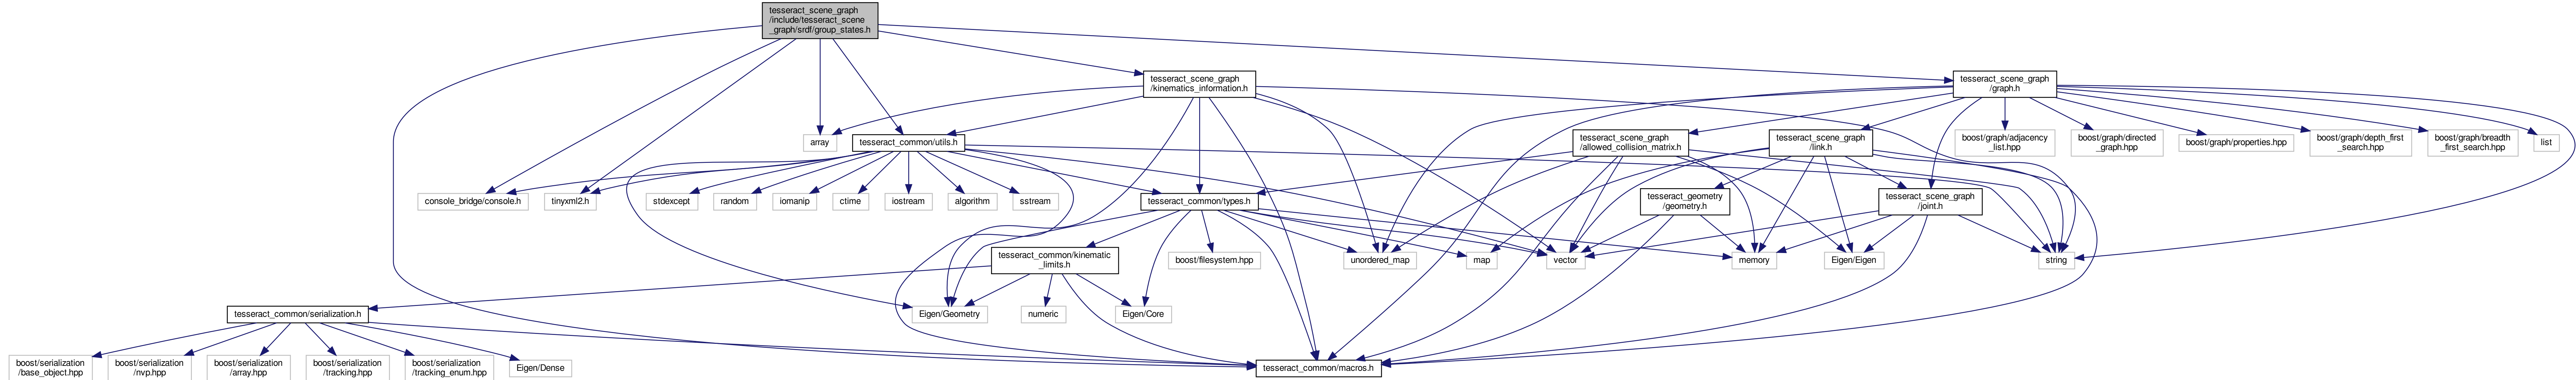 tesseract_scene_graph
/include/tesseract_scene
_graph/srdf/group_states.h
tesseract_scene_graph
/kinematics_information.h
tesseract_scene_graph
/graph.h
array
tesseract_common/utils.h
tesseract_scene_graph
/allowed_collision_matrix.h
tesseract_scene_graph
/link.h
boost/graph/adjacency
_list.hpp
boost/graph/directed
_graph.hpp
boost/graph/properties.hpp
boost/graph/depth_first
_search.hpp
boost/graph/breadth
_first_search.hpp
list
console_bridge/console.h
tinyxml2.h
stdexcept
random
iomanip
ctime
iostream
algorithm
sstream
tesseract_common/types.h
tesseract_geometry
/geometry.h
tesseract_scene_graph
/joint.h
tesseract_common/kinematic
_limits.h
boost/filesystem.hpp
unordered_map
map
vector
memory
Eigen/Eigen
string
tesseract_common/serialization.h
Eigen/Geometry
numeric
Eigen/Core
boost/serialization
/base_object.hpp
boost/serialization
/nvp.hpp
boost/serialization
/array.hpp
boost/serialization
/tracking.hpp
boost/serialization
/tracking_enum.hpp
Eigen/Dense
tesseract_common/macros.h